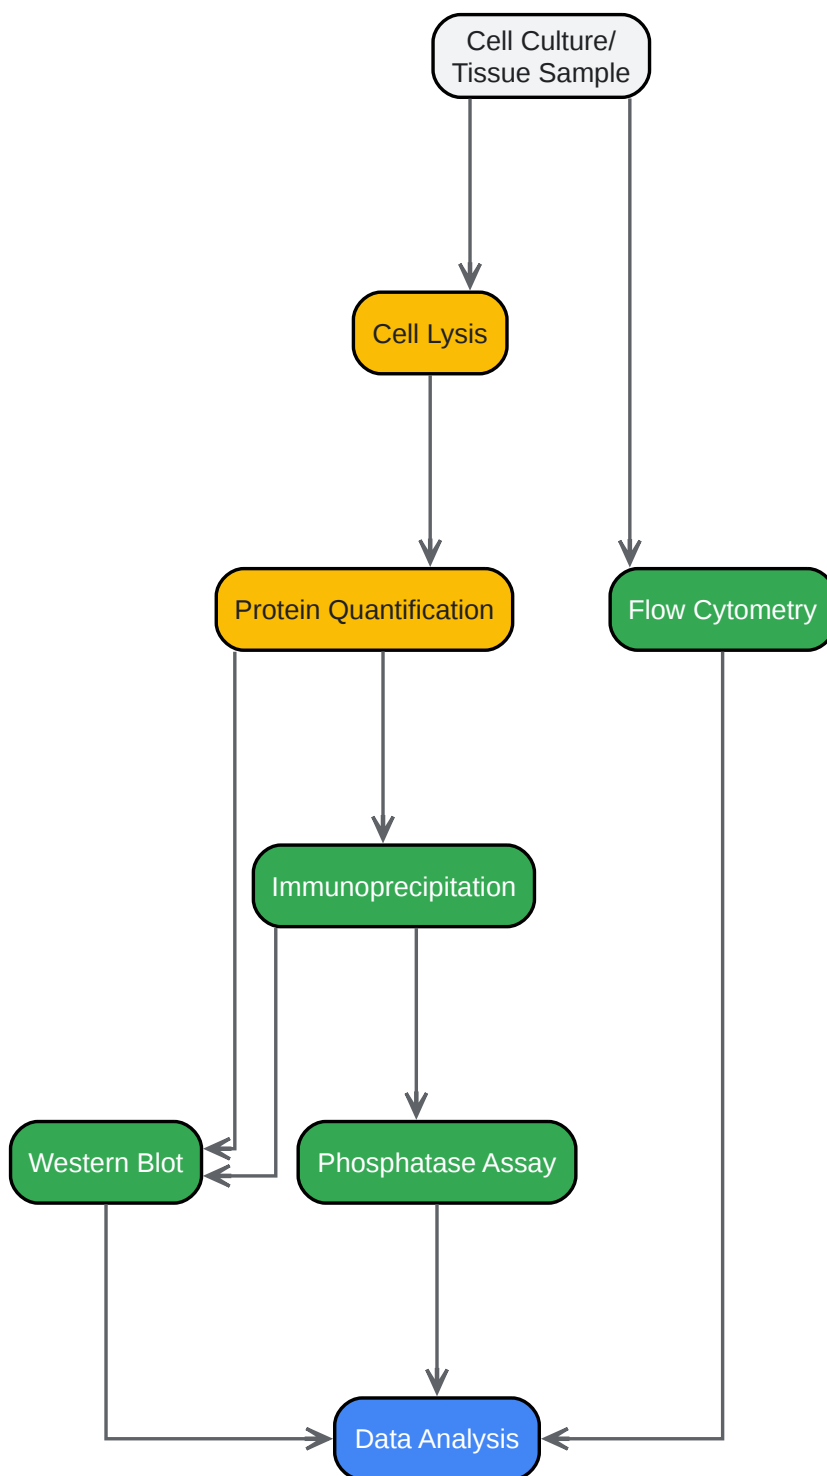 Cell Culture/
Tissue Sample
Cell Lysis
Protein Quantification
Flow Cytometry
Immunoprecipitation
Western Blot
Phosphatase Assay
Data Analysis